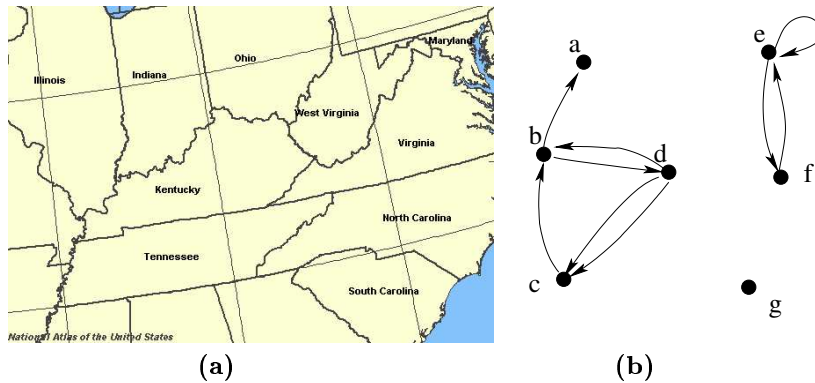 Maryland
Ohio
Illinois
Indiana
West Virginia
Virginia
Kentucky
North Carolina
Tennessee
South Carolina
National Atlas of the United States
(a)
a
e
b
d
f
c
g
(b)